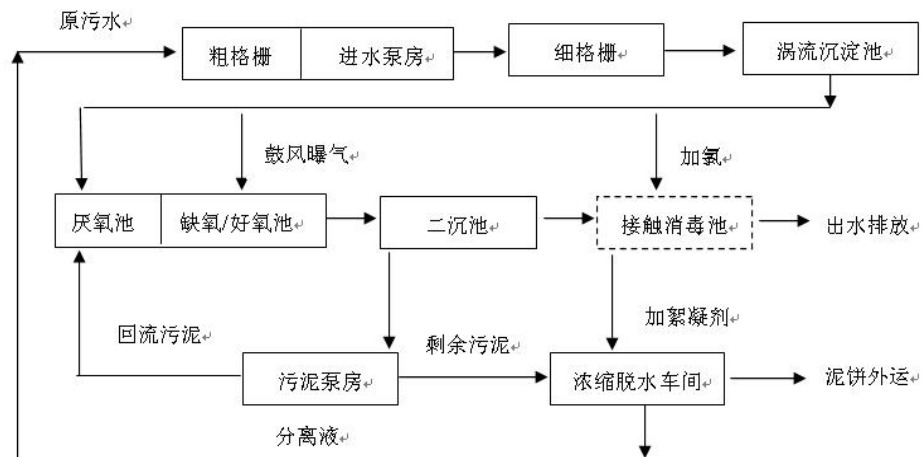 原污水
粗格栅
进水泵房
细格栅
涡流沉淀池
鼓风曝气
加氯
厌氧池
缺氧/好氧池
二沉池
接触消毒池
出水排放
回流污泥
剩余污泥
加絮凝剂
污泥泵房
浓缩脱水车间
泥饼外运
分离液